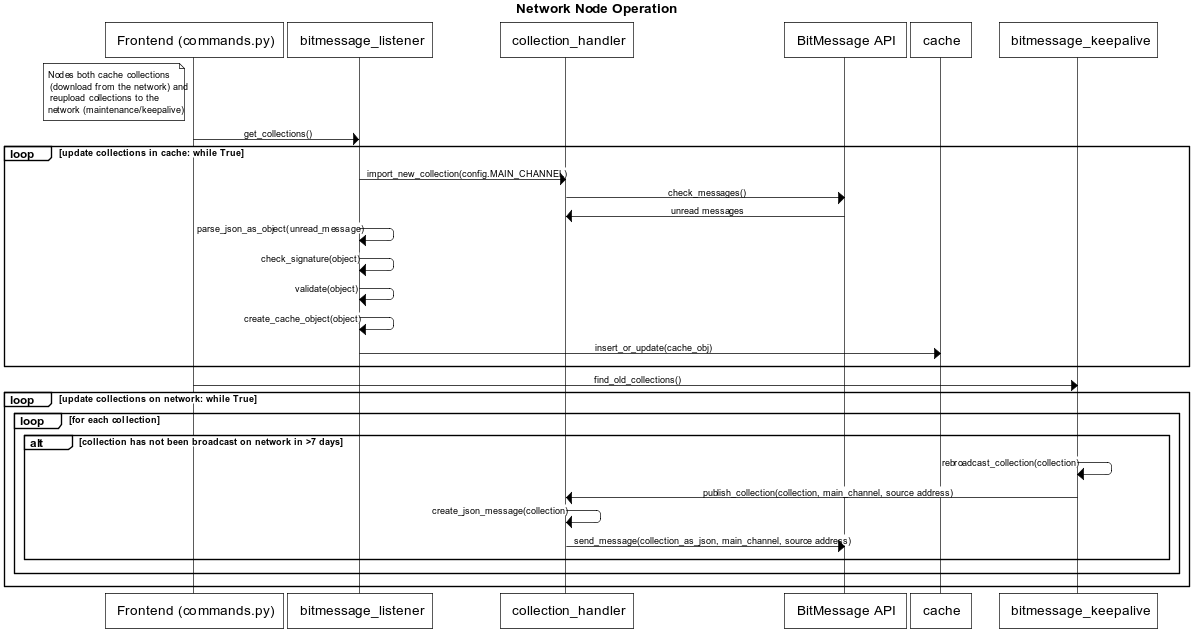 Network Node Operation
Frontend (commands.py)
bitmessage_listener
collection_handler
BitMessage API
cache
bitmessage_keepalive
Nodes both cache collections
(download from the network) and
reupload collections to the
network (maintenance/keepalive)
get_collections()
loop
[update collections in cache: while True]
import_new_collection(config.MAIN_CHANNEL)
check_messages()
unread messages
parse_json_as_object(unread_message)
check_signature(object)
validate(object)
create_cache_object(object)
insert_or_update(cache_obj)
find_old_collections()
loop
[update collections on network: while True]
loop
[for each collection]
alt
[collection has not been broadcast on network in >7 days]
rebroadcast_collection(collection)
publish_collection(collection, main_channel, source address)
create_json_message(collection)
send_message(collection_as_json, main_channel, source address)
Frontend (commands.py)
bitmessage_listener
collection_handler
BitMessage API
cache
bitmessage_keepalive